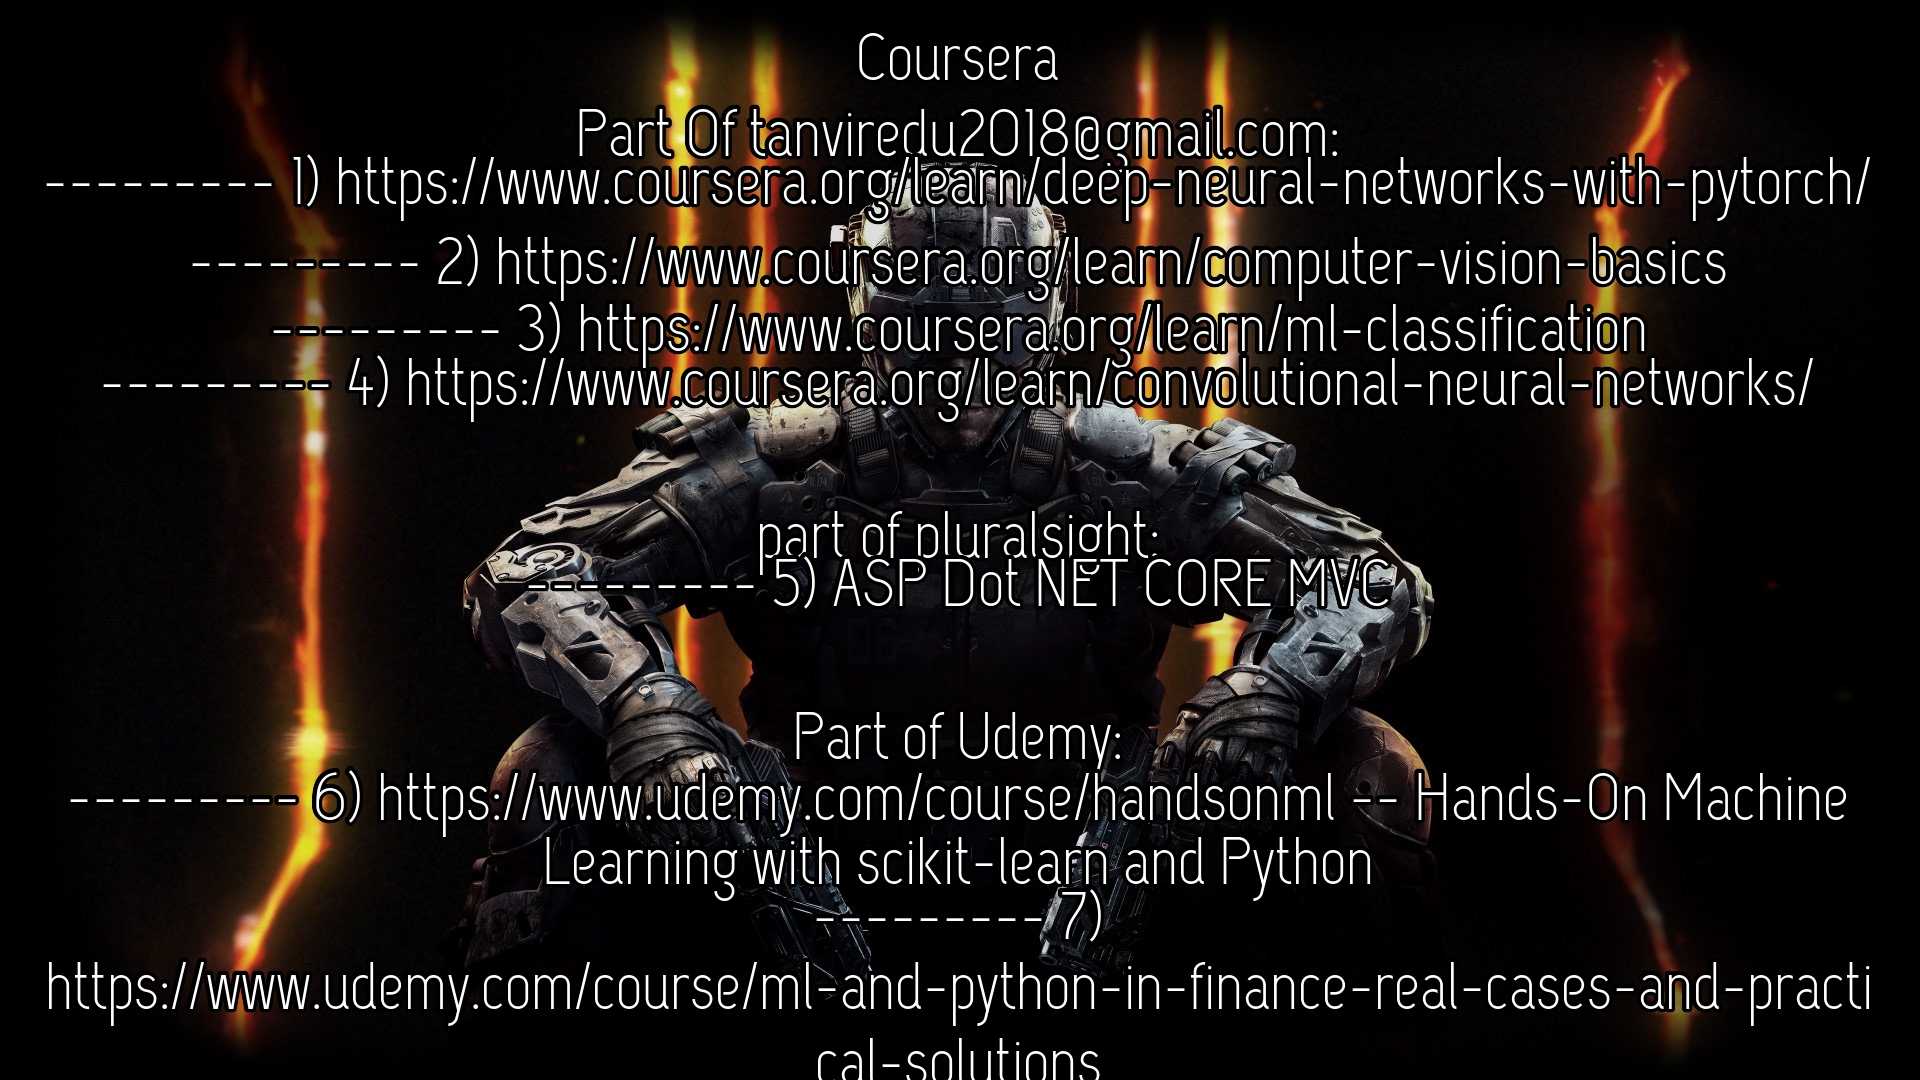 Coursera
Part Of tanviredu2018@gmail.com:
--------- 1) https://www.coursera.org/learn/deep-neural-networks-with-pytorch/
--------- 2) https://www.coursera.org/learn/computer-vision-basics
--------- 3) https://www.coursera.org/learn/ml-classification
--------- 4) https://www.coursera.org/learn/convolutional-neural-networks/
part of pluralsight:
--------- 5) ASP Dot NET CORE MVC
Part of Udemy:
--------- 6) https://www.udemy.com/course/handsonml -- Hands-On Machine
Learning with scikit-learn and Python
--------- 7)
https://www.udemy.com/course/ml-and-python-in-finance-real-cases-and-practi
cal-solutions